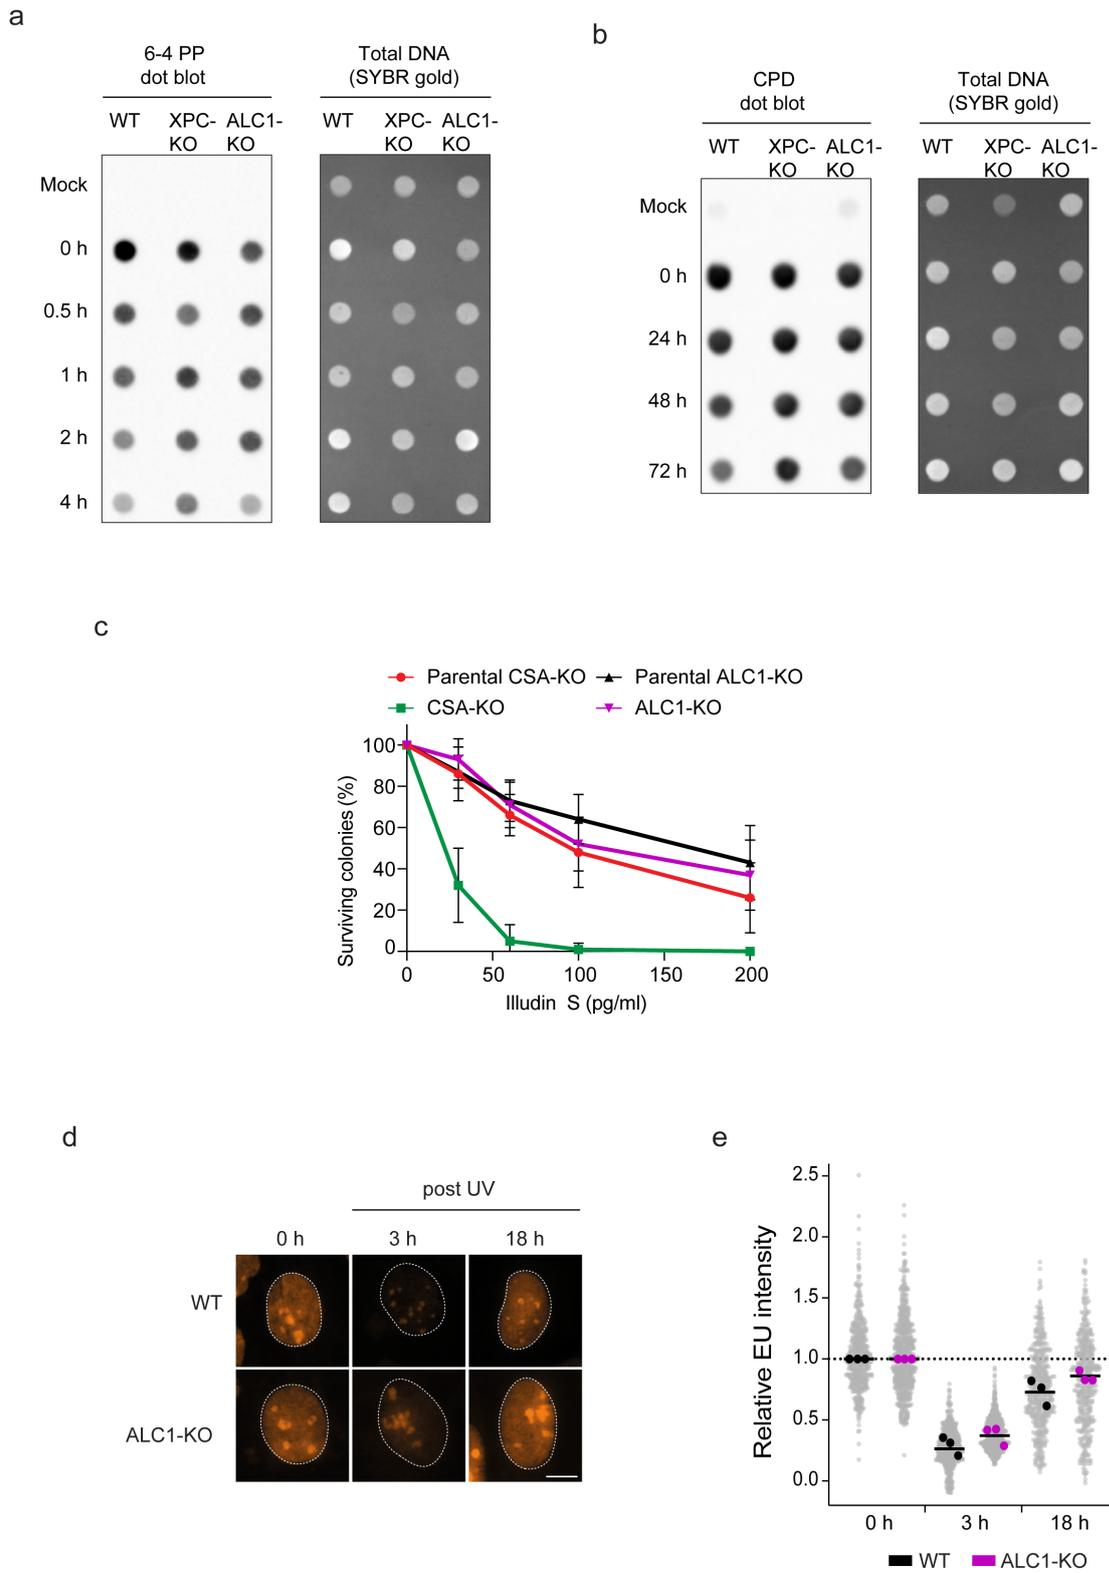 a
6-4 PP
dot blot
Total DNA
(SYBR gold)
WT
XPC-
KO
ALC1-
KO
WT
XPC-
KO
ALC1-
KO
Mock
0 h
0.5 h
1 h
2 h
4 h
b
CPD
dot blot
Total DNA
(SYBR gold)
WT
XPC-
KO
ALC1-
KO
WT
XPC-
KO
ALC1-
KO
Mock
0 h
24 h
48 h
72 h
c
Parental CSA-KO
Parental ALC1-KO
CSA-KO
ALC1-KO
Surviving colonies (%)
100
80
60
40
20
0
0
50
100
150
200
Illudin S (pg/ml)
d
post UV
0 h
3 h
18 h
WT
ALC1-KO
e
Relative EU intensity
2.5
2.0
1.5
1.0
0.5
0.0
0 h
3 h
18 h
WT
ALC1-KO